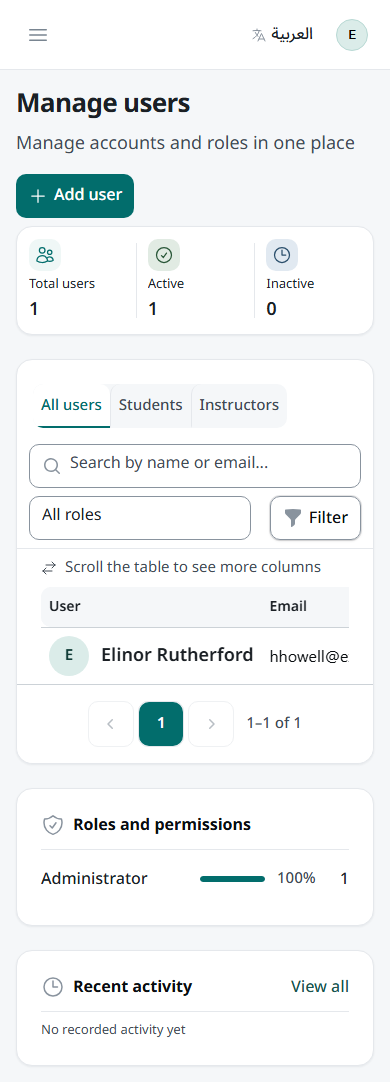 العربية
E
Manage users
Manage accounts and roles in one place
Add user
Total users
1
Active
1
Inactive
0
All users
Students
Instructors
Search by name or email...
All roles
Filter
Scroll the table to see more columns
User
Email
E
Elinor Rutherford
hhowell@e
1
1–1 of 1
Roles and permissions
Administrator
100%
1
Recent activity
View all
No recorded activity yet